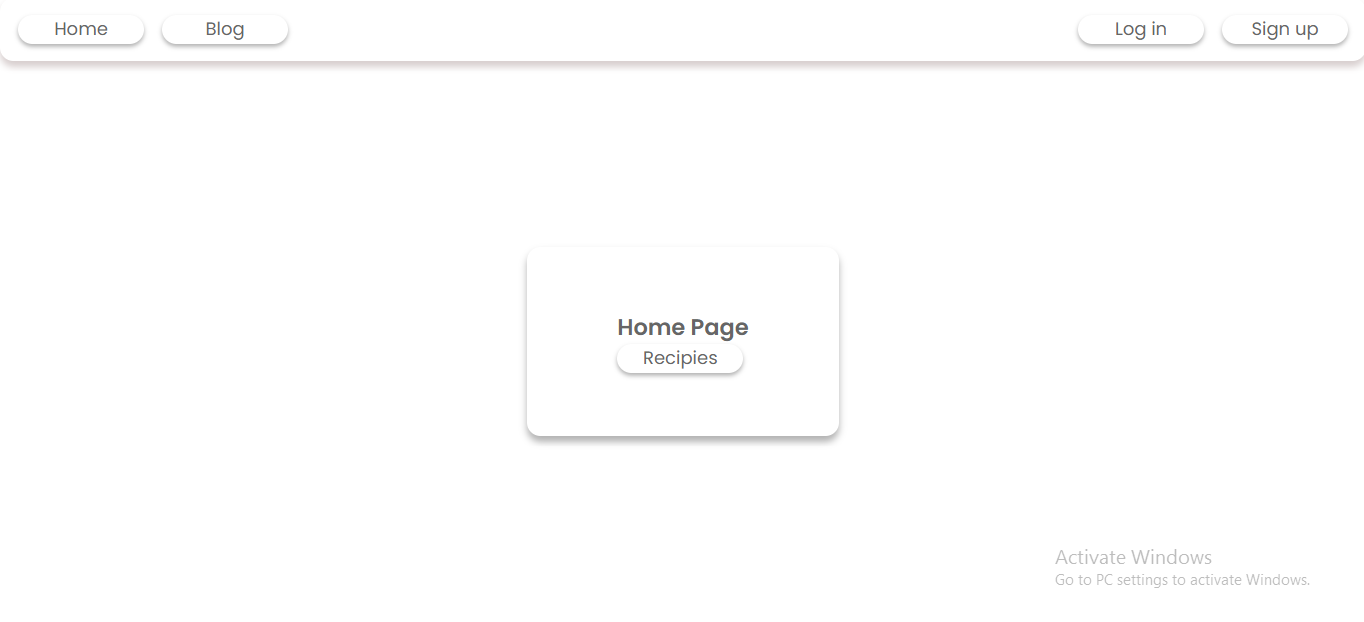 Home Blog Log in Sign up
Home Page
Recipies
Activate Windows
Go to PC settings to activate Windows.